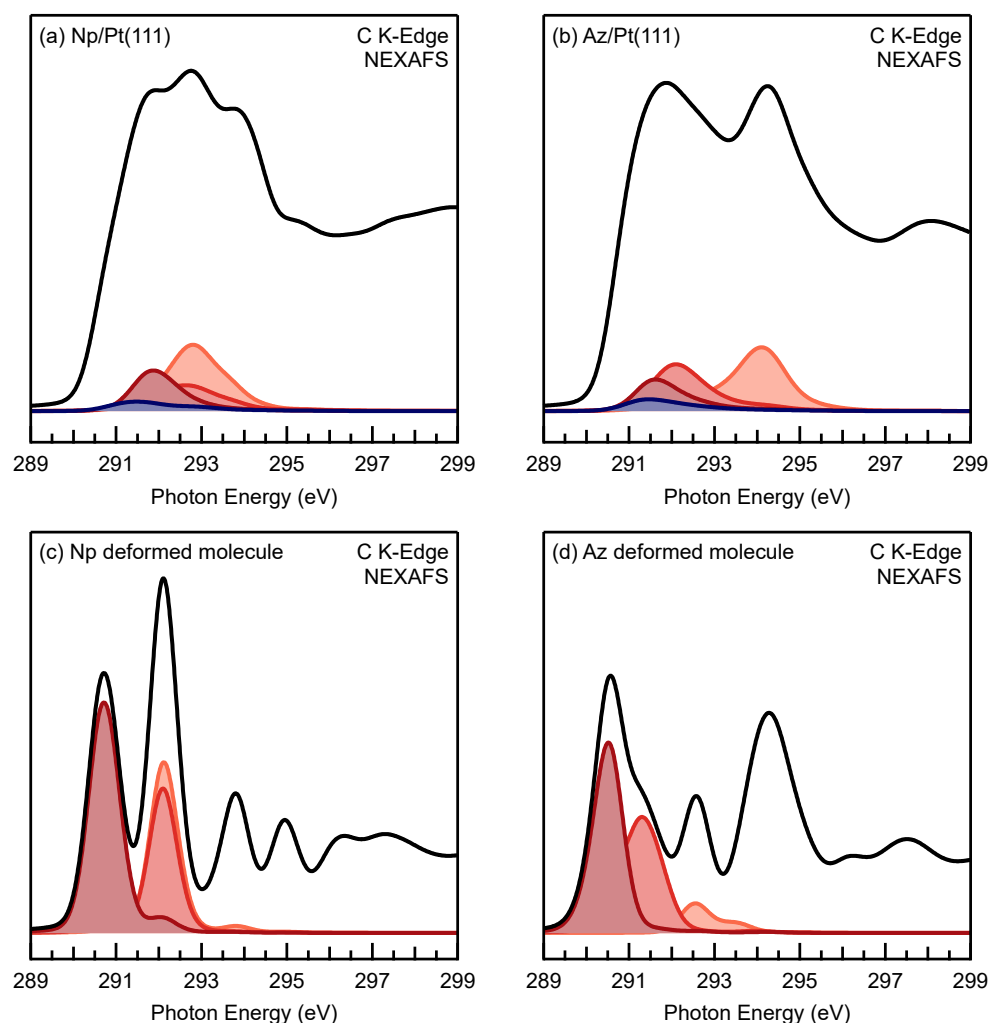 (a) Np/Pt(111) C K-Edge
NEXAFS
289 291 293 295 297 299
Photon Energy (eV)
(b) Az/Pt(111) C K-Edge
NEXAFS
289 291 293 295 297 299
Photon Energy (eV)
(c) Np deformed molecule C K-Edge
NEXAFS
289 291 293 295 297 299
Photon Energy (eV)
(d) Az deformed molecule C K-Edge
NEXAFS
289 291 293 295 297 299
Photon Energy (eV)